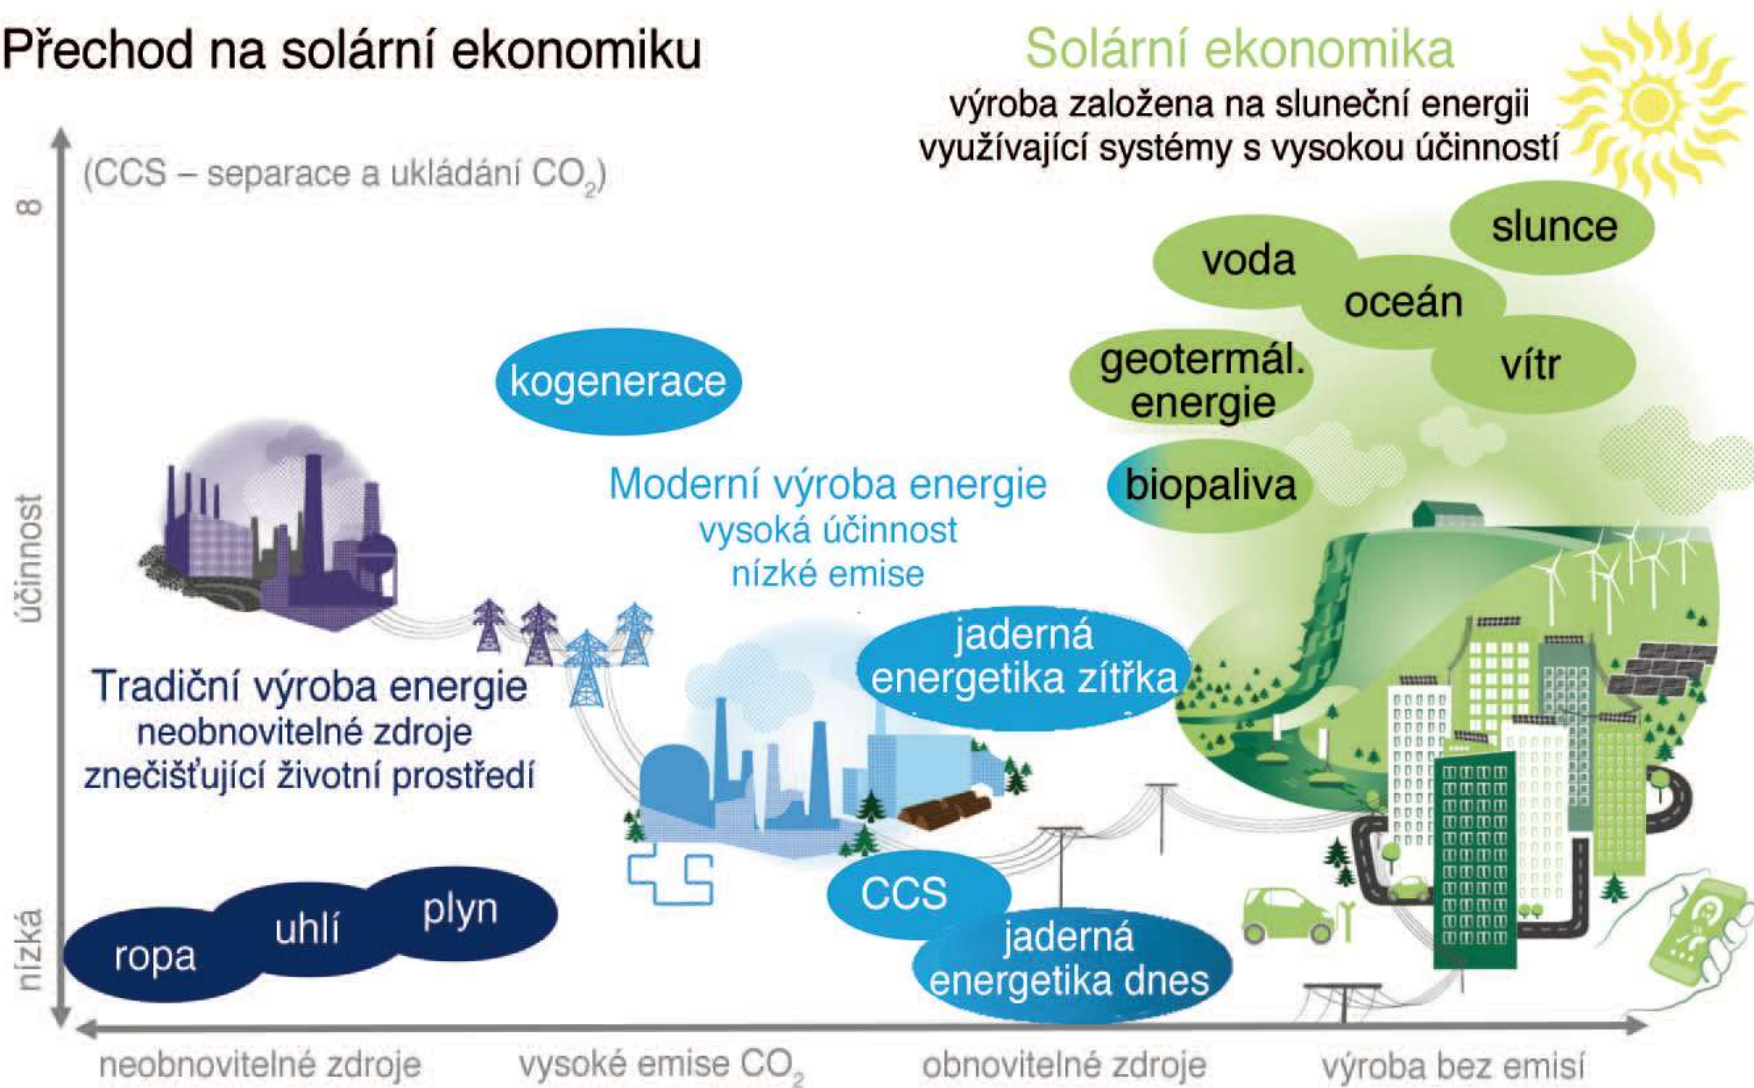 Přechod na solární ekonomiku
Solární ekonomika
výroba založena na sluneční energii
využívající systémy s vysokou účinností
(CCS – separace a ukládání CO₂)
8
účinnost
nízká
slunce
voda
oceán
vítr
geotermál.
energie
biopaliva
kogenerace
Moderní výroba energie
vysoká účinnost
nízké emise
jaderná
energetika zítřka
Tradiční výroba energie
neobnovitelné zdroje
znečišťující životní prostředí
ropa
uhlí
plyn
CCS
jaderná
energetika dnes
neobnovitelné zdroje
vysoké emise CO₂
obnovitelné zdroje
výroba bez emisí